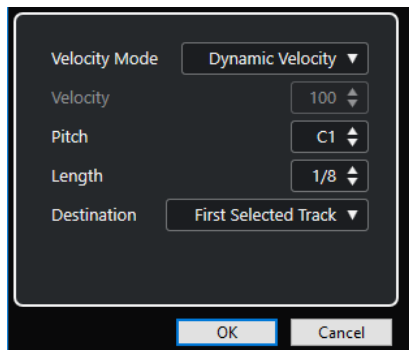 Velocity Mode Dynamic Velocity
Velocity 100
Pitch C1
Length 1/8
Destination First Selected Track
OK Cancel